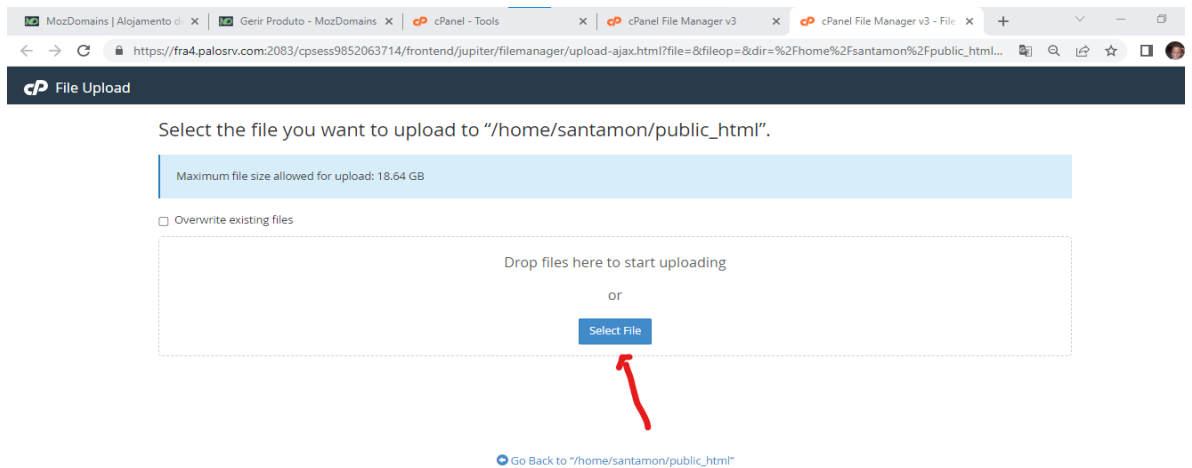 MozDomains | Alojamento de
Gerir Produto - MozDomains
cPanel - Tools
cPanel File Manager v3
cPanel File Manager v3 - File
https://fra4.palosrv.com:2083/cpsess9852063714/frontend/jupiter/filemanager/upload-ajax.html?file=&fileop=&dir=%2Fhome%2Fsantamon%2Fpublic_html...
cP File Upload
Select the file you want to upload to “/home/santamon/public_html”.
Maximum file size allowed for upload: 18.64 GB
Overwrite existing files
Drop files here to start uploading
or
Select File
Go Back to “/home/santamon/public_html”